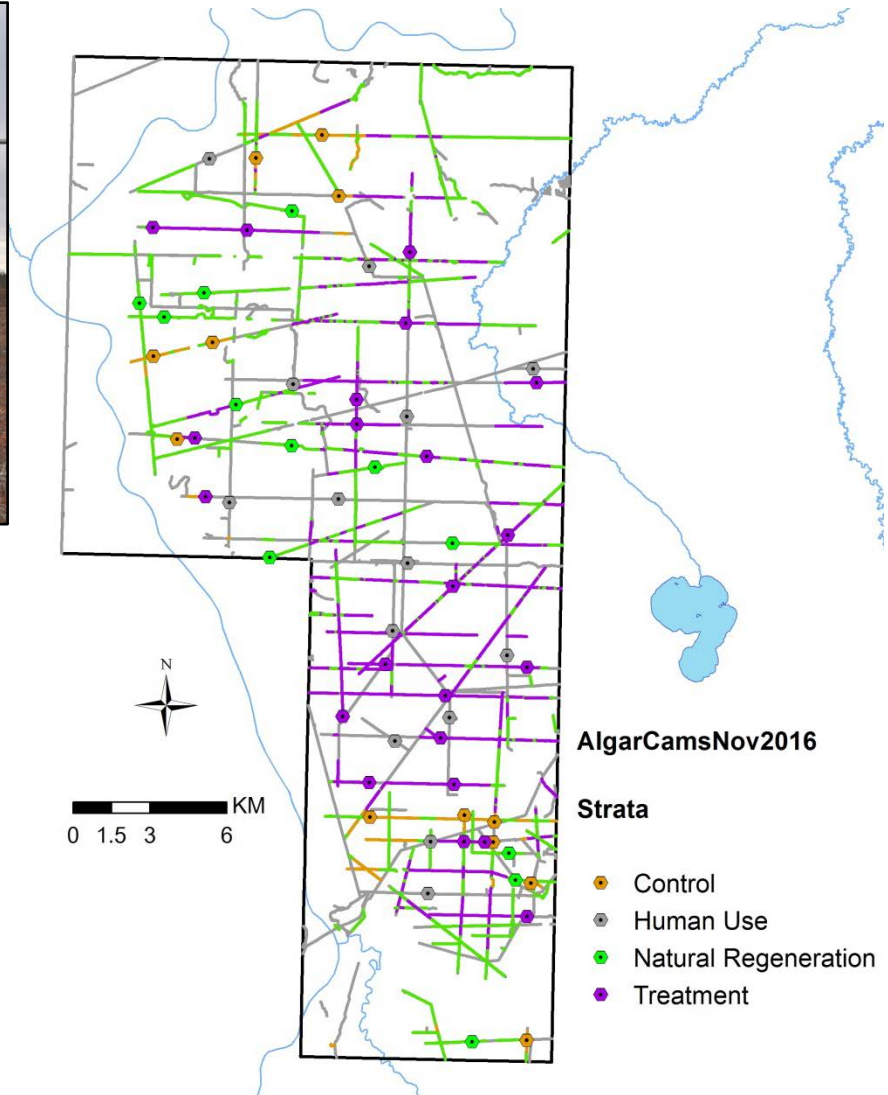 N
KM
0 1.5 3 6
AlgarCamsNov2016
Strata
Control
Human Use
Natural Regeneration
Treatment